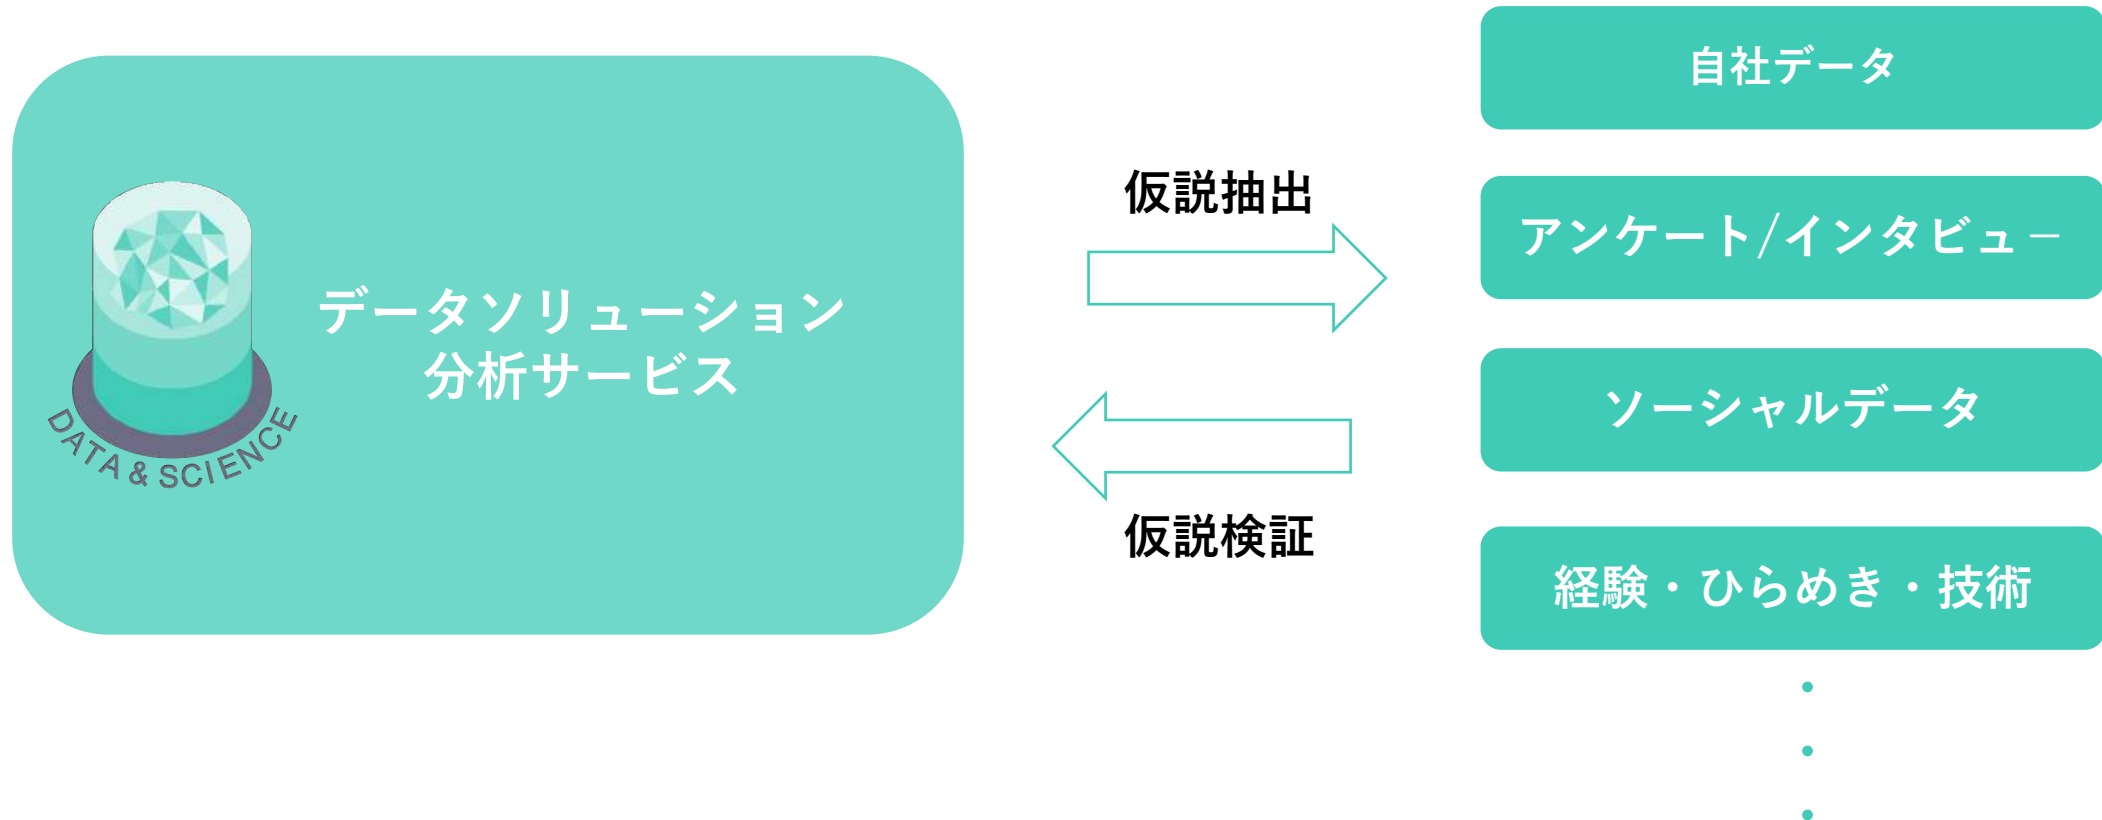 データソリューション
分析サービス
DATA & SCIENCE
仮説抽出
仮説検証
自社データ
アンケート/インタビュー
ソーシャルデータ
経験・ひらめき・技術
・
・
・